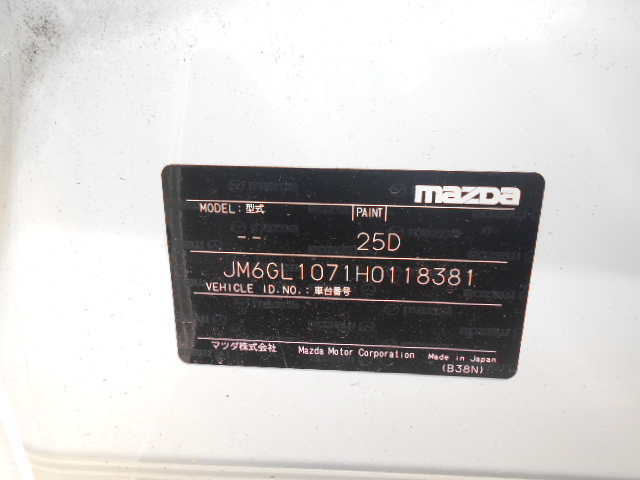 mazda
MODEL:型式 PAINT
-.- 25D
JM6GL1071H0118381
VEHICLE ID.NO.:車台番号
マツダ株式会社 Mazda Motor Corporation Made in Japan
(B38N)